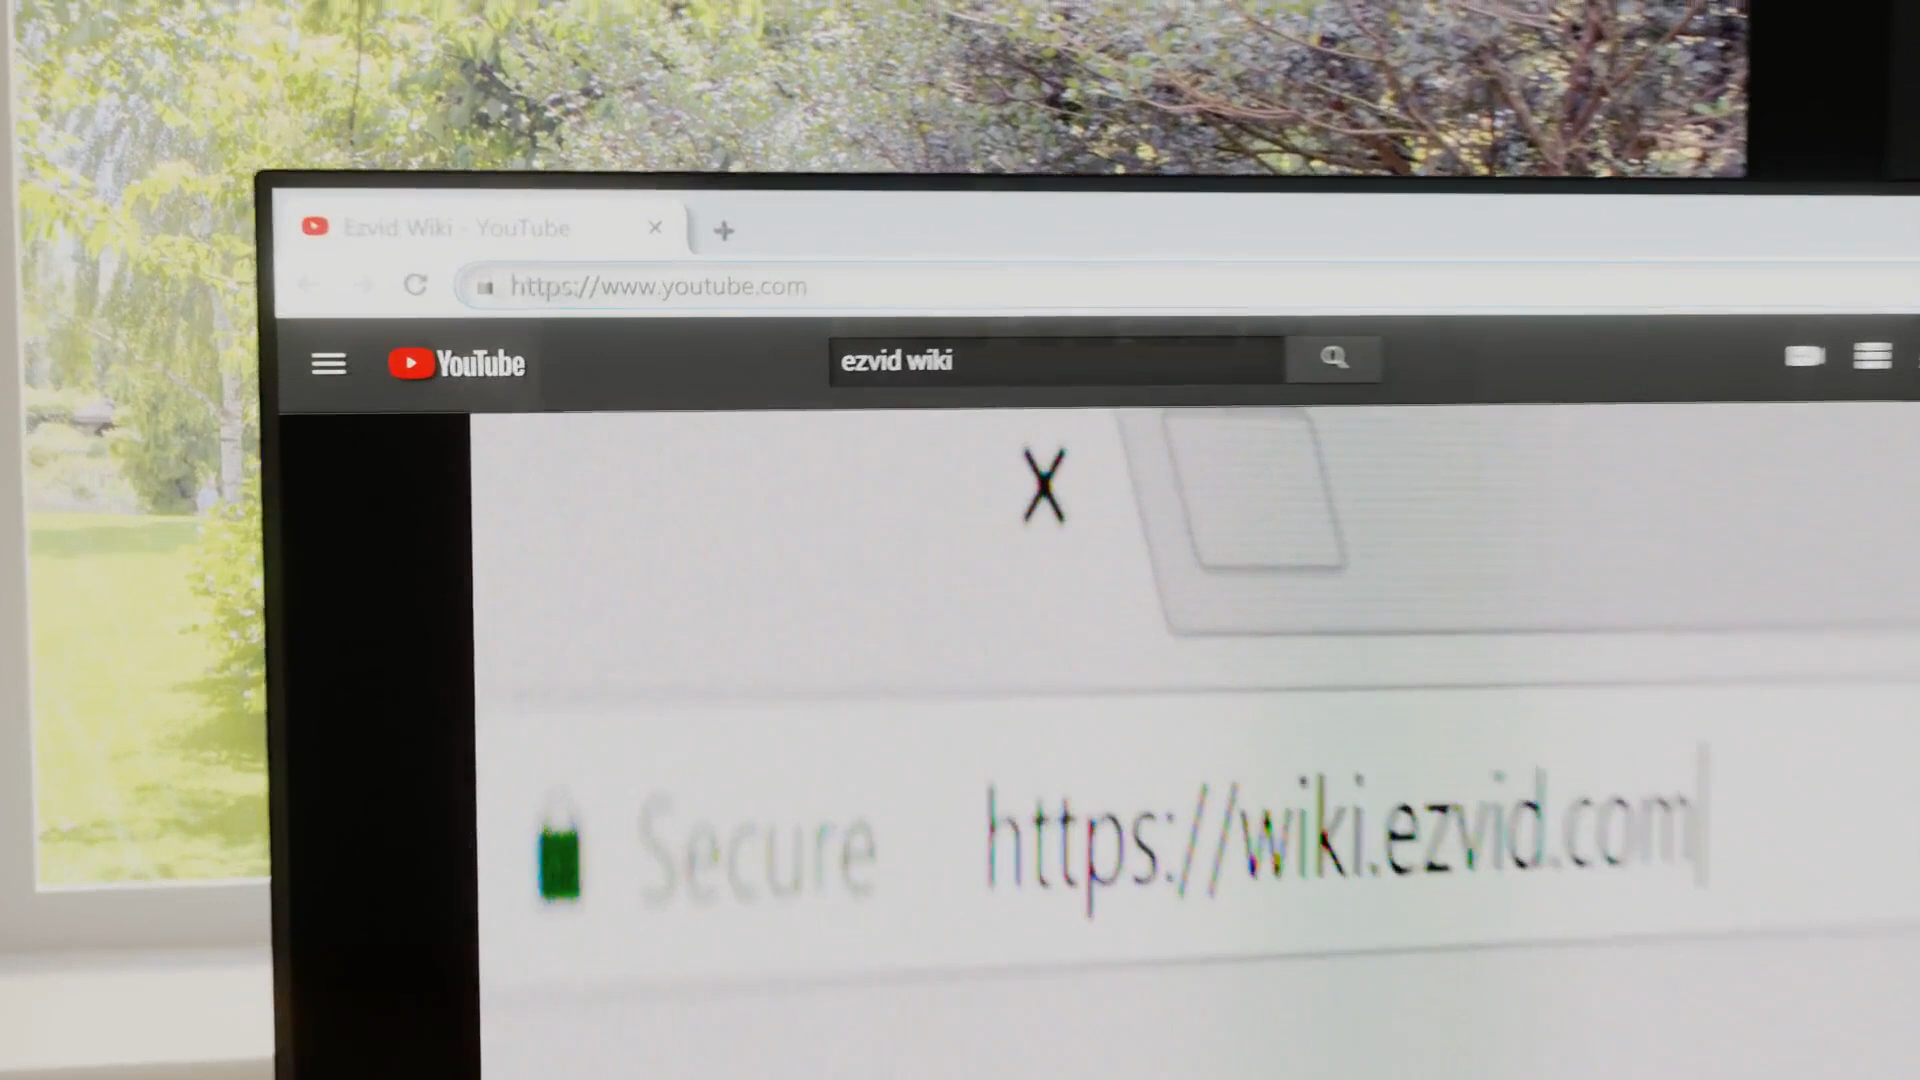 Ezvid Wiki - YouTube
https://www.youtube.com
YouTube
ezvid wiki
X
Secure
https://wiki.ezvid.com